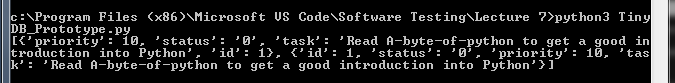 c:\Program Files (x86)\Microsoft VS Code\Software Testing\Lecture 7>python3 Tiny
DB_Prototype.py
[{'priority': 10, 'status': '0', 'task': 'Read A-byte-of-python to get a good in
troduction into Python', 'id': 1}, {'id': 1, 'status': '0', 'priority': 10, 'tas
k': 'Read A-byte-of-python to get a good introduction into Python'}]